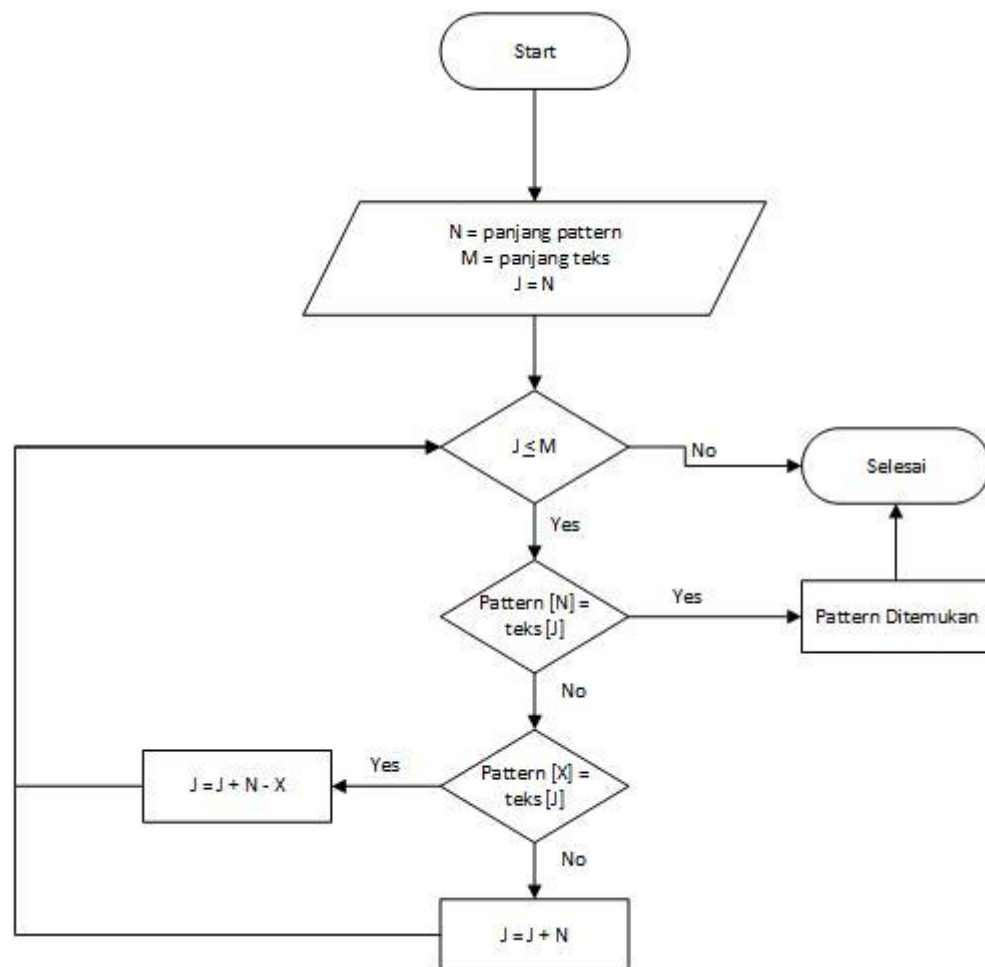 Start
N = panjang pattern
M = panjang teks
J = N
J ≤ M
No
Selesai
Yes
Pattern [N] =
teks [J]
Yes
Pattern Ditemukan
No
Pattern [X] =
teks [J]
Yes
J = J + N - X
No
J = J + N